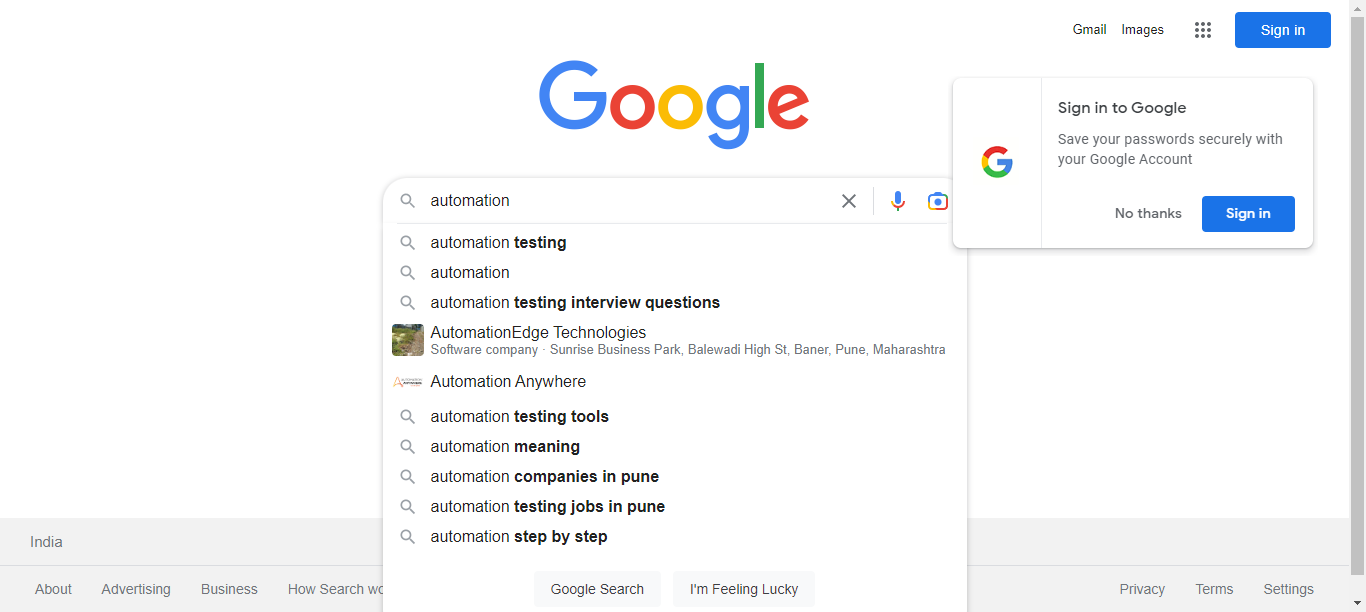 Gmail Images Sign in
Google
Sign in to Google
Save your passwords securely with
your Google Account
No thanks Sign in
automation
automation testing
automation
automation testing interview questions
AutomationEdge Technologies
Software company · Sunrise Business Park, Balewadi High St, Baner, Pune, Maharashtra
Automation Anywhere
automation testing tools
automation meaning
automation companies in pune
automation testing jobs in pune
automation step by step
Google Search I'm Feeling Lucky
India
About Advertising Business How Search wo
Privacy Terms Settings